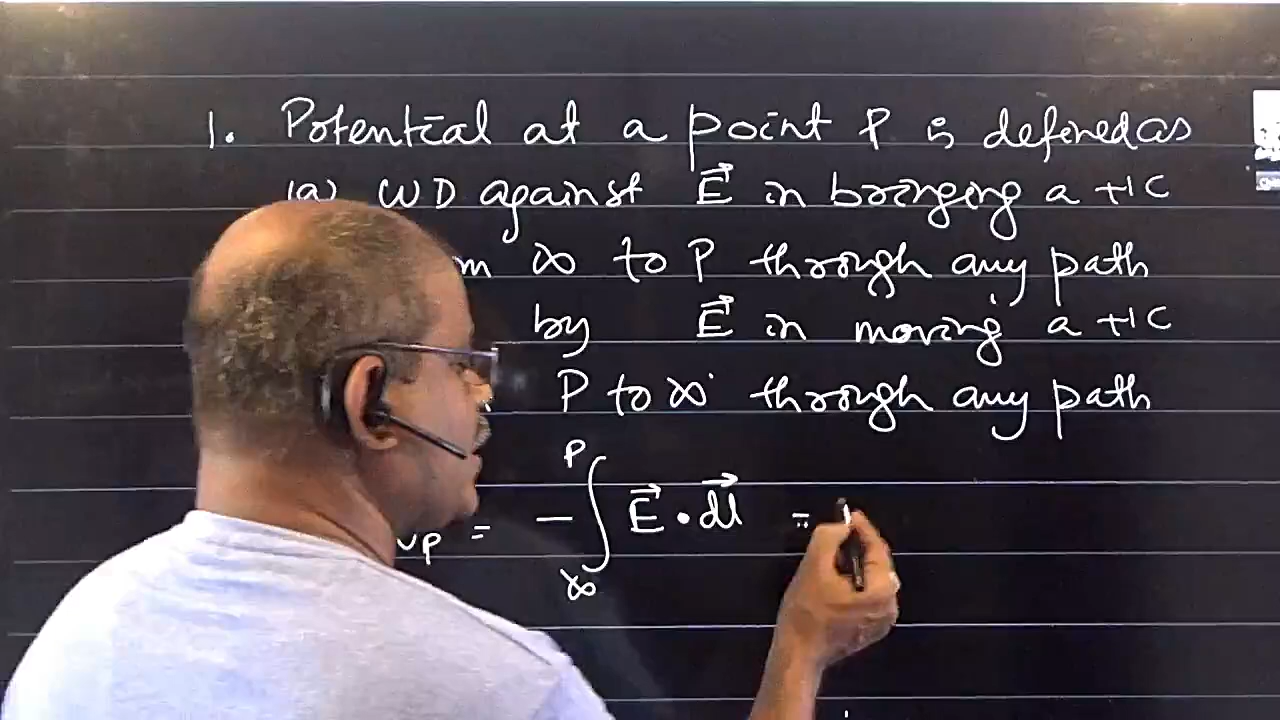 1. Potential at a point P is defined as
(a) WD against E⃗ in bringing a +1C
m ∞ to P through any path
by E⃗ in moving a +1C
P to ∞ through any path
P
VP = − ∫ E⃗ • dl⃗ =
∞